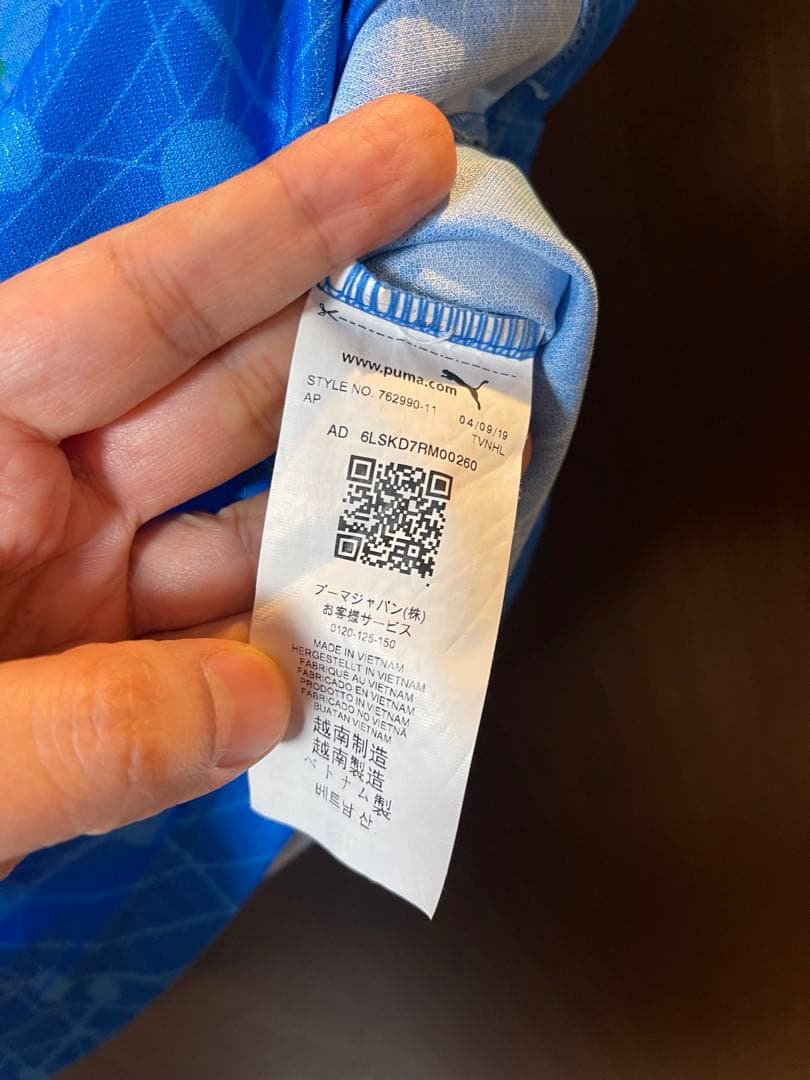 www.puma.com
STYLE NO. 762990-11 04/09/19
AP TVNHL
AD 6LSKD7RM00260
プーマジャパン(株)
お客様サービス
0120-125-150
MADE IN VIETNAM
HERGESTELLT IN VIETNAM
FABRIQUÉ AU VIETNAM
FABRICADO EN VIETNAM
PRODOTTO IN VIETNAM
FABRICADO NO VIETNÃ
BUATAN VIETNAM
越南制造
越南製造
ベトナム製
베트남 산